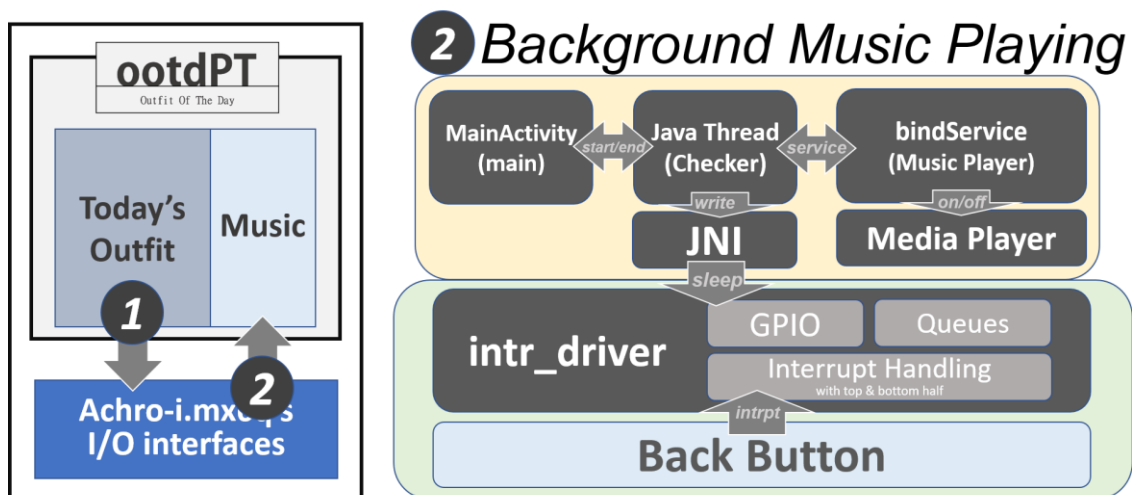 ootdPT
Outfit Of The Day
Today's
Outfit
Music
1
2
Achro-i.mx6q's
I/O interfaces
2 Background Music Playing
MainActivity
(main)
start/end
Java Thread
(Checker)
service
bindService
(Music Player)
write
on/off
JNI
Media Player
sleep
intr_driver
GPIO
Queues
Interrupt Handling
with top & bottom half
intrpt
Back Button